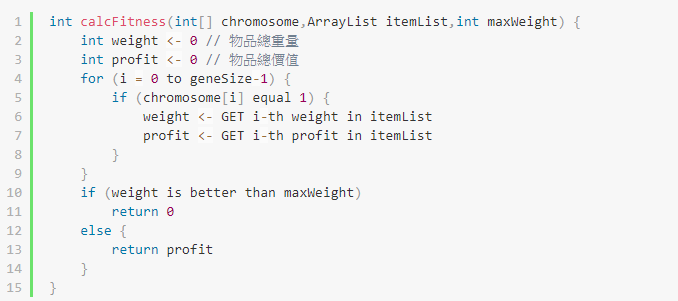 1 int calcFitness(int[] chromosome,ArrayList itemList,int maxWeight) {
2 int weight <- 0 // 物品總重量
3 int profit <- 0 // 物品總價值
4 for (i = 0 to geneSize-1) {
5 if (chromosome[i] equal 1) {
6 weight <- GET i-th weight in itemList
7 profit <- GET i-th profit in itemList
8 }
9 }
10 if (weight is better than maxWeight)
11 return 0
12 else {
13 return profit
14 }
15 }